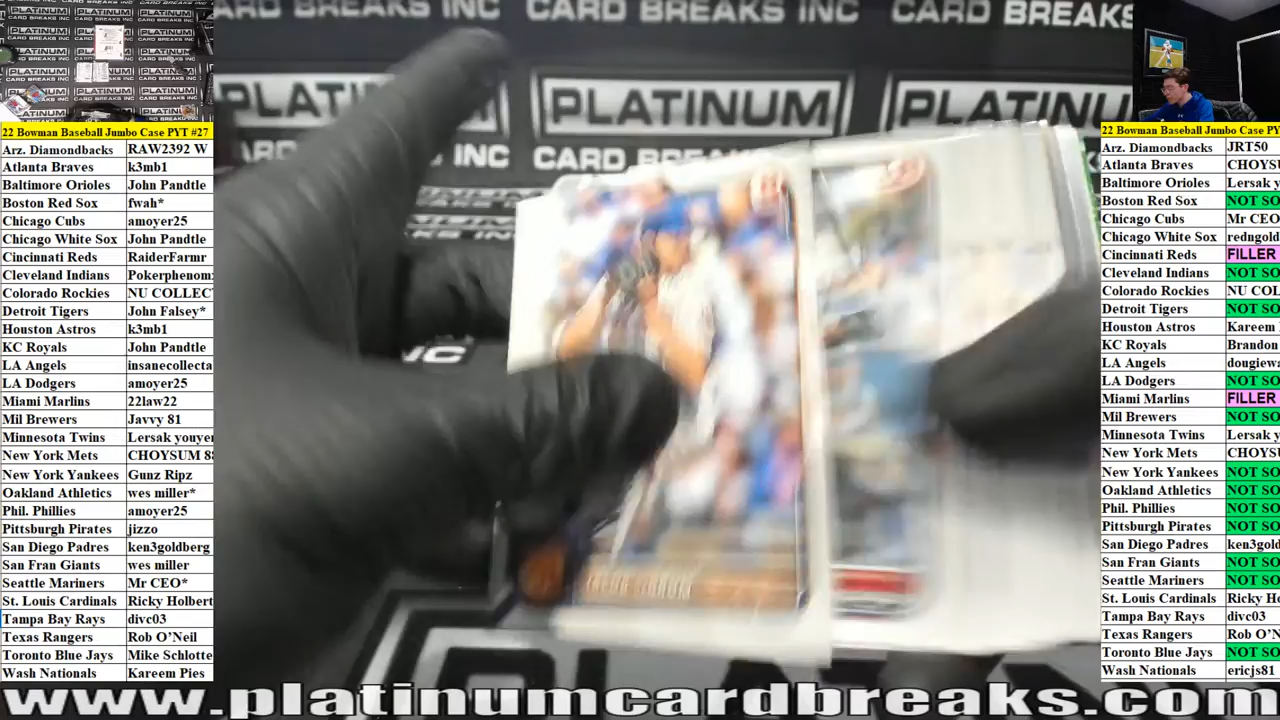 22 Bowman Baseball Jumbo Case PYT #27
Arz. Diamondbacks RAW2392 W
Atlanta Braves k3mb1
Baltimore Orioles John Pandtle
Boston Red Sox fwah*
Chicago Cubs amoyer25
Chicago White Sox John Pandtle
Cincinnati Reds RaiderFarmr
Cleveland Indians Pokerphenom
Colorado Rockies NU COLLEC
Detroit Tigers John Falsey*
Houston Astros k3mb1
KC Royals John Pandtle
LA Angels insanecollecta
LA Dodgers amoyer25
Miami Marlins 22law22
Mil Brewers Javvy 81
Minnesota Twins Lersak youye
New York Mets CHOYSUM 8
New York Yankees Gunz Ripz
Oakland Athletics wes miller*
Phil. Phillies amoyer25
Pittsburgh Pirates jizzo
San Diego Padres ken3goldberg
San Fran Giants wes miller
Seattle Mariners Mr CEO*
St. Louis Cardinals Ricky Holbert
Tampa Bay Rays divc03
Texas Rangers Rob O'Neil
Toronto Blue Jays Mike Schlotte
Wash Nationals Kareem Pies
CARD BREAKS INC CARD BREAKS INC CARD BREAKS
PLATINUM PLATINUM PLATINUM
INC CARD BREAKS INC
22 Bowman Baseball Jumbo Case PY
Arz. Diamondbacks JRT50
Atlanta Braves CHOYSU
Baltimore Orioles Lersak y
Boston Red Sox NOT SO
Chicago Cubs Mr CEO
Chicago White Sox redngold
Cincinnati Reds FILLER
Cleveland Indians NOT SO
Colorado Rockies NU COL
Detroit Tigers NOT SO
Houston Astros Kareem
KC Royals Brandon
LA Angels dougiewa
LA Dodgers NOT SO
Miami Marlins FILLER
Mil Brewers NOT SO
Minnesota Twins Lersak y
New York Mets CHOYSU
New York Yankees NOT SO
Oakland Athletics NOT SO
Phil. Phillies NOT SO
Pittsburgh Pirates NOT SO
San Diego Padres ken3gold
San Fran Giants NOT SO
Seattle Mariners NOT SO
St. Louis Cardinals Ricky Ho
Tampa Bay Rays divc03
Texas Rangers Rob O'N
Toronto Blue Jays NOT SO
Wash Nationals ericjs81
www.platinumcardbreaks.com